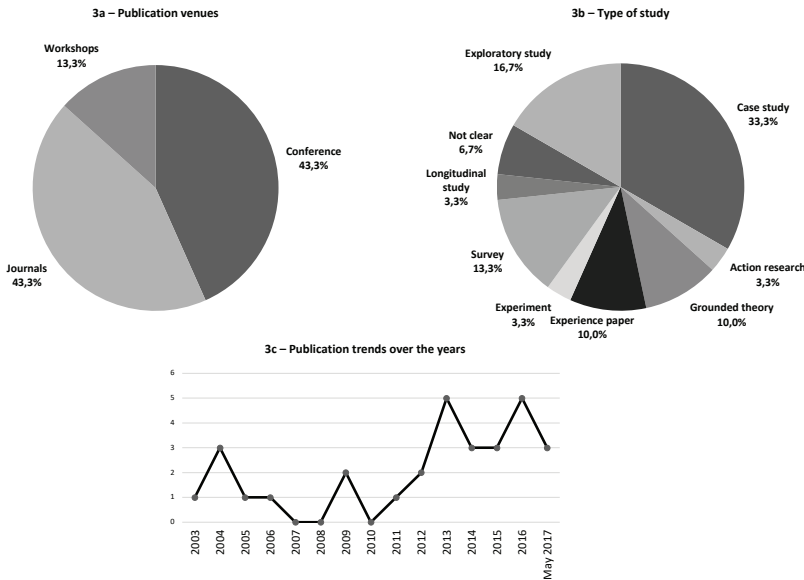 3a – Publication venues
Workshops
13,3%
Conference
43,3%
Journals
43,3%
3b – Type of study
Exploratory study
16,7%
Case study
33,3%
Not clear
6,7%
Longitudinal
study
3,3%
Survey
13,3%
Action research
3,3%
Experiment
3,3%
Experience paper
10,0%
Grounded theory
10,0%
3c – Publication trends over the years
6
5
4
3
2
1
0
2003
2004
2005
2006
2007
2008
2009
2010
2011
2012
2013
2014
2015
2016
May 2017